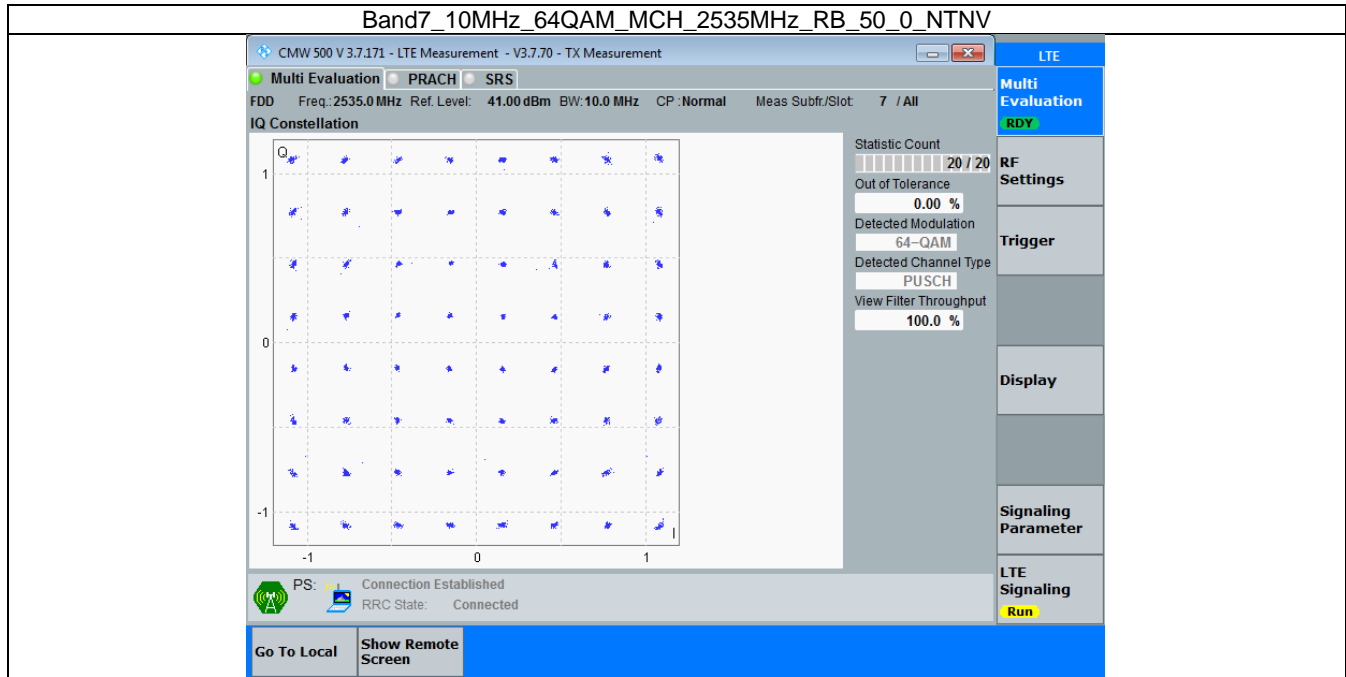 Band7_10MHz_64QAM_MCH_2535MHz_RB_50_0_NTNV
CMW 500 V 3.7.171 - LTE Measurement - V3.7.70 - TX Measurement
LTE
Multi Evaluation PRACH SRS
Multi
Evaluation
RDY
FDD Freq.: 2535.0 MHz Ref. Level: 41.00 dBm BW: 10.0 MHz CP : Normal Meas Subfr./Slot: 7 / All
IQ Constellation
Q
1
0
-1
-1 0 1
I
Statistic Count
20 / 20
Out of Tolerance
0.00 %
Detected Modulation
64-QAM
Detected Channel Type
PUSCH
View Filter Throughput
100.0 %
RF
Settings
Trigger
Display
Signaling
Parameter
LTE
Signaling
Run
PS: Connection Established
RRC State: Connected
Go To Local
Show Remote
Screen